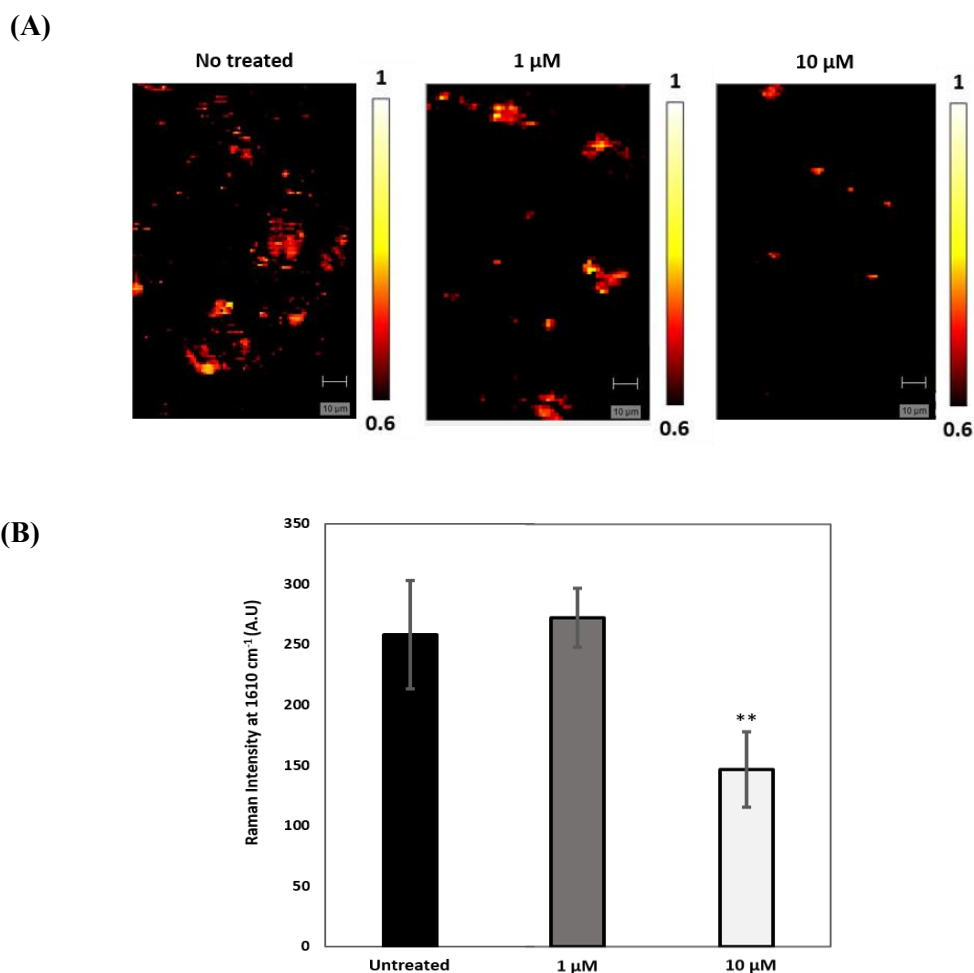 (A)
No treated
1 µM
10 µM
1
1
1
10 µm
10 µm
10 µm
0.6
0.6
0.6
(B)
350
300
250
200
150
100
50
0
Raman Intensity at 1610 cm⁻¹ (A.U)
**
Untreated
1 µM
10 µM